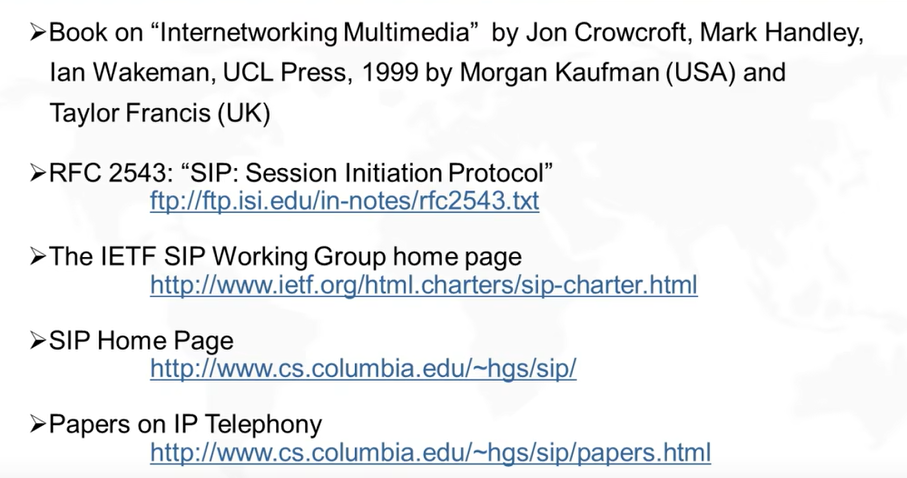 ➢Book on “Internetworking Multimedia” by Jon Crowcroft, Mark Handley,
Ian Wakeman, UCL Press, 1999 by Morgan Kaufman (USA) and
Taylor Francis (UK)
➢RFC 2543: “SIP: Session Initiation Protocol”
ftp://ftp.isi.edu/in-notes/rfc2543.txt
➢The IETF SIP Working Group home page
http://www.ietf.org/html.charters/sip-charter.html
➢SIP Home Page
http://www.cs.columbia.edu/~hgs/sip/
➢Papers on IP Telephony
http://www.cs.columbia.edu/~hgs/sip/papers.html